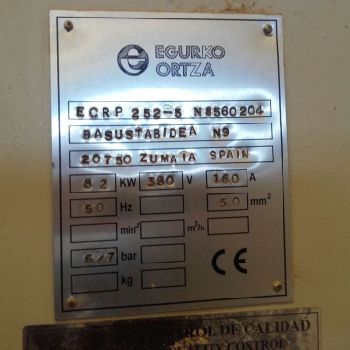 EGURKO
ORTZA
ECRP 252-5 N8560204
BASUSTABIDEA N9
20750 ZUMAIA SPAIN
82 KW 380 V 160 A
50 Hz 50 mm²
min⁻¹ m³/h
6/7 bar CE
kg
CONTROL DE CALIDAD
QUALITY CONTROL